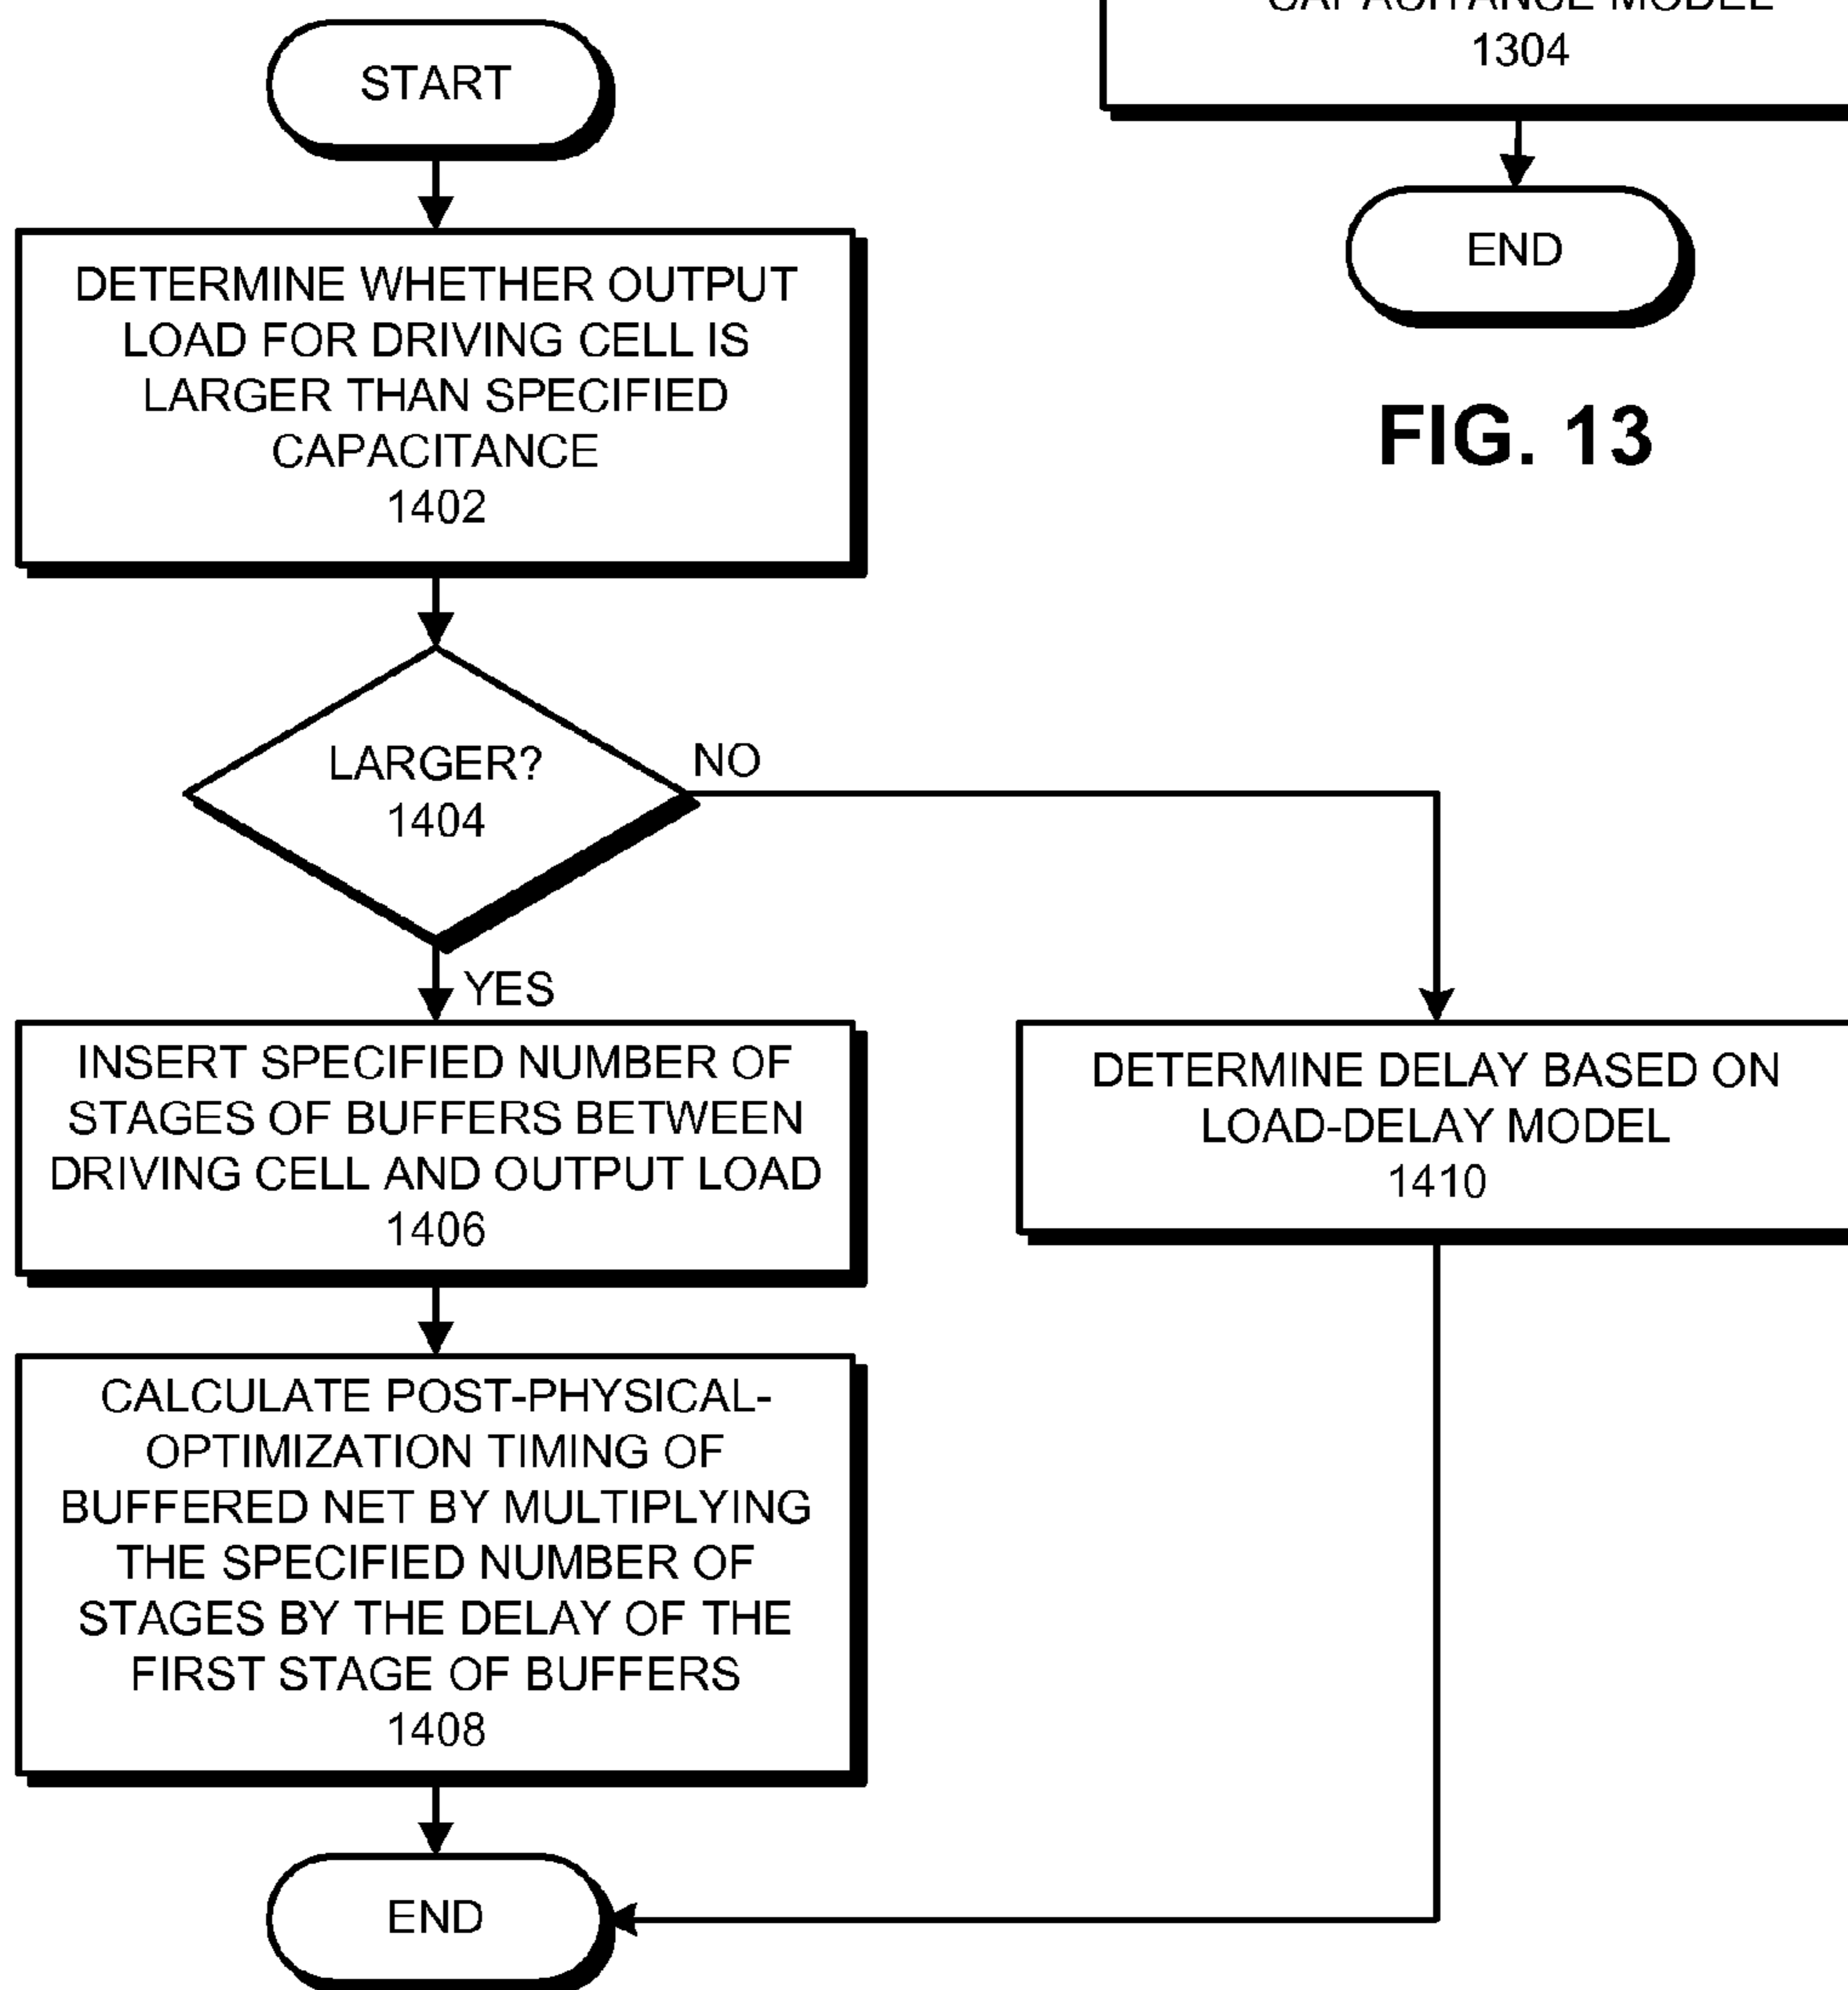 CAPACITANCE MODEL
1304
END
FIG. 13
START
DETERMINE WHETHER OUTPUT
LOAD FOR DRIVING CELL IS
LARGER THAN SPECIFIED
CAPACITANCE
1402
LARGER?
1404
NO
YES
INSERT SPECIFIED NUMBER OF
STAGES OF BUFFERS BETWEEN
DRIVING CELL AND OUTPUT LOAD
1406
DETERMINE DELAY BASED ON
LOAD-DELAY MODEL
1410
CALCULATE POST-PHYSICAL-
OPTIMIZATION TIMING OF
BUFFERED NET BY MULTIPLYING
THE SPECIFIED NUMBER OF
STAGES BY THE DELAY OF THE
FIRST STAGE OF BUFFERS
1408
END